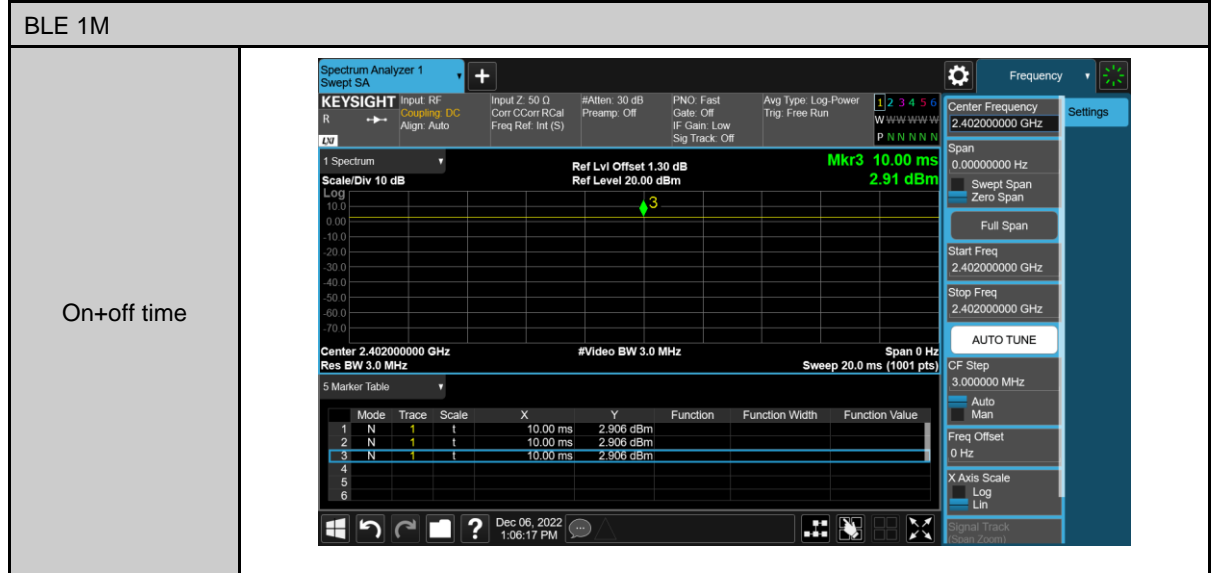 BLE 1M
On+off time
Spectrum Analyzer 1
Swept SA
Frequency
KEYSIGHT
R
LXI
Input: RF
Coupling: DC
Align: Auto
Input Z: 50 Ω
Corr CCorr RCal
Freq Ref: Int (S)
#Atten: 30 dB
Preamp: Off
PNO: Fast
Gate: Off
IF Gain: Low
Sig Track: Off
Avg Type: Log-Power
Trig: Free Run
1 2 3 4 5 6
W W W W W W
P N N N N N
1 Spectrum
Scale/Div 10 dB
Ref Lvl Offset 1.30 dB
Ref Level 20.00 dBm
Mkr3 10.00 ms
2.91 dBm
Log
10.0
0.00
-10.0
-20.0
-30.0
-40.0
-50.0
-60.0
-70.0
3
Center 2.402000000 GHz
#Video BW 3.0 MHz
Span 0 Hz
Res BW 3.0 MHz
Sweep 20.0 ms (1001 pts)
5 Marker Table
Mode Trace Scale X Y Function Function Width Function Value
1 N 1 t 10.00 ms 2.906 dBm
2 N 1 t 10.00 ms 2.906 dBm
3 N 1 t 10.00 ms 2.906 dBm
4
5
6
?
Dec 06, 2022
1:06:17 PM
Center Frequency
2.402000000 GHz
Settings
Span
0.00000000 Hz
Swept Span
Zero Span
Full Span
Start Freq
2.402000000 GHz
Stop Freq
2.402000000 GHz
AUTO TUNE
CF Step
3.000000 MHz
Auto
Man
Freq Offset
0 Hz
X Axis Scale
Log
Lin
Signal Track
(Span Zoom)